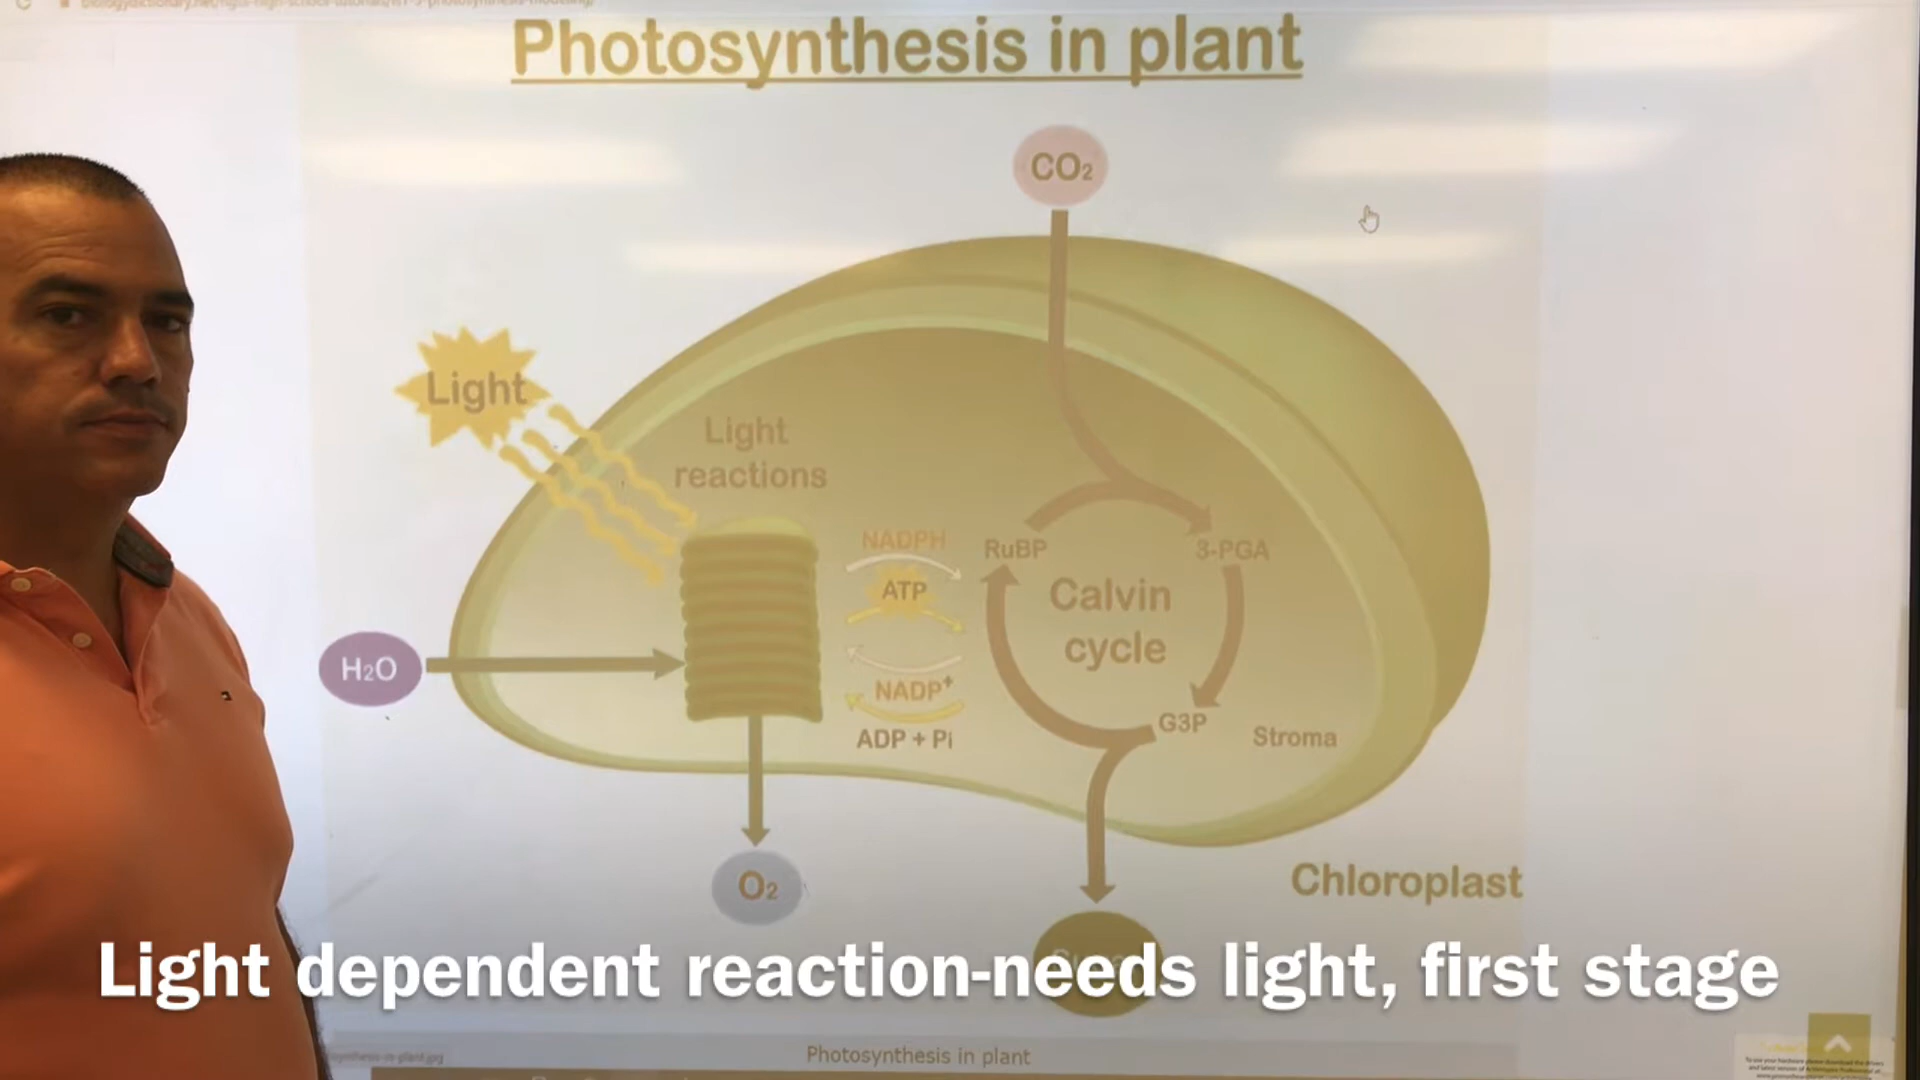 Photosynthesis in plant
CO2
Light
Light
reactions
NADPH
ATP
NADP+
ADP + Pi
RuBP
3-PGA
Calvin
cycle
G3P
Stroma
H2O
O2
Chloroplast
Light dependent reaction-needs light, first stage
Photosynthesis in plant